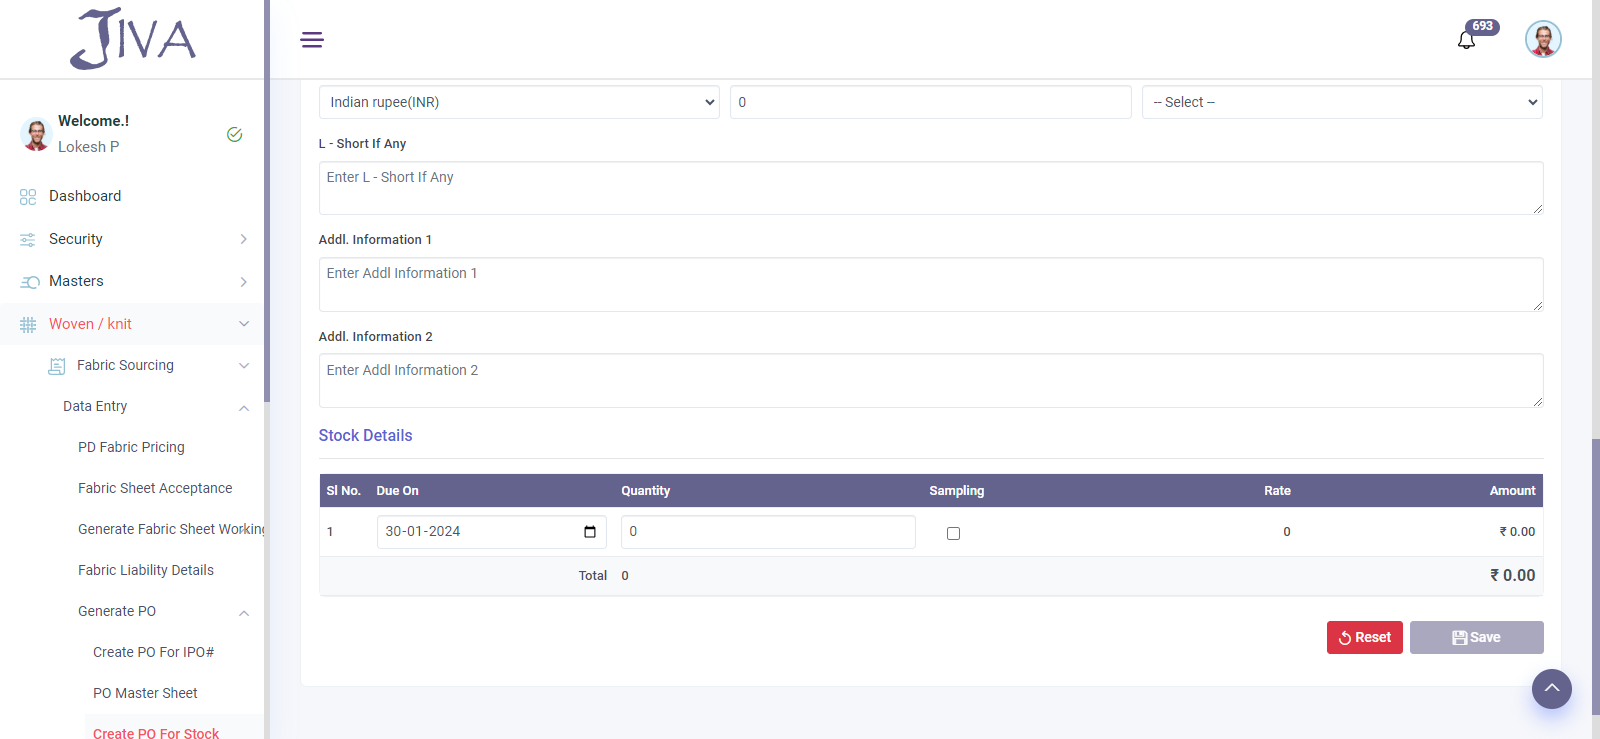 JIVA
693
Welcome.!
Lokesh P
Dashboard
Security
Masters
Woven / knit
Fabric Sourcing
Data Entry
PD Fabric Pricing
Fabric Sheet Acceptance
Generate Fabric Sheet Working
Fabric Liability Details
Generate PO
Create PO For IPO#
PO Master Sheet
Create PO For Stock
Indian rupee(INR) 0 -- Select --
L - Short If Any
Enter L - Short If Any
Addl. Information 1
Enter Addl Information 1
Addl. Information 2
Enter Addl Information 2
Stock Details
Sl No. Due On Quantity Sampling Rate Amount
1 30-01-2024 0 0 ₹ 0.00
Total 0 ₹ 0.00
Reset Save